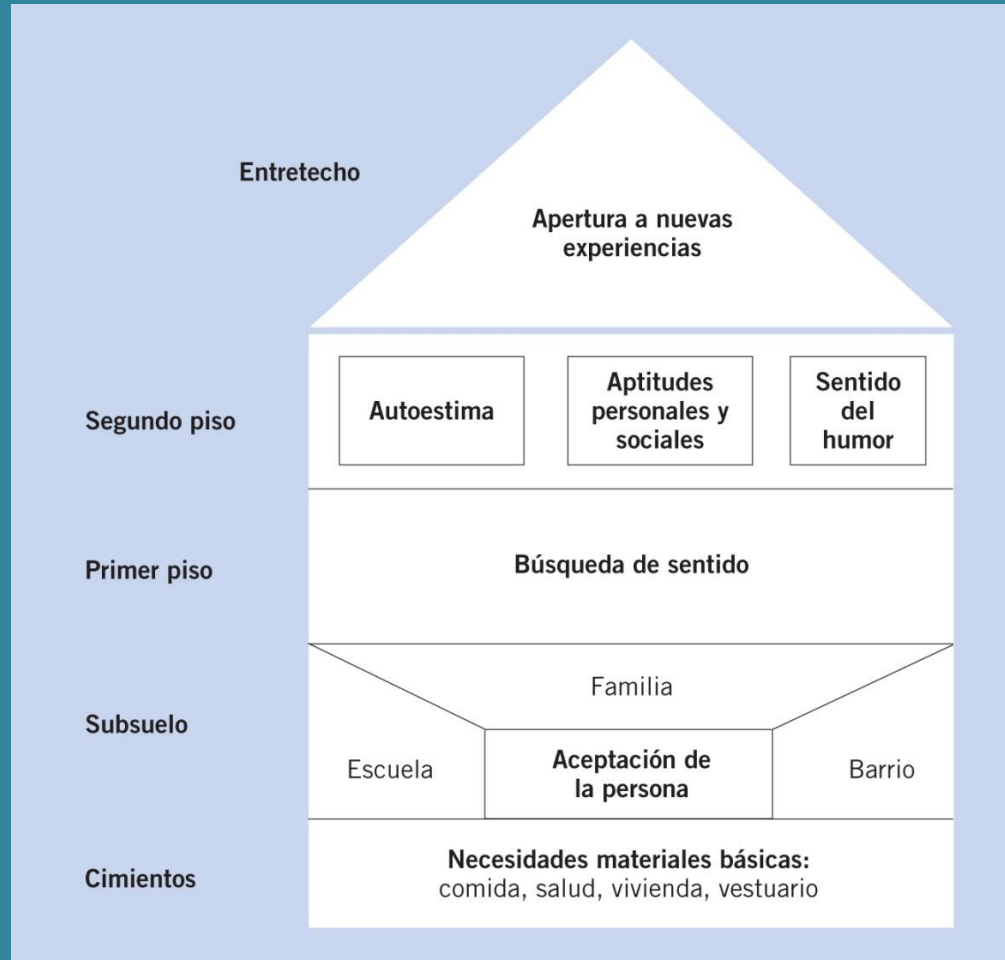 Entretecho
Apertura a nuevas
experiencias
Segundo piso
Autoestima
Aptitudes
personales y
sociales
Sentido
del
humor
Primer piso
Búsqueda de sentido
Subsuelo
Familia
Escuela
Aceptación de
la persona
Barrio
Cimientos
Necesidades materiales básicas:
comida, salud, vivienda, vestuario